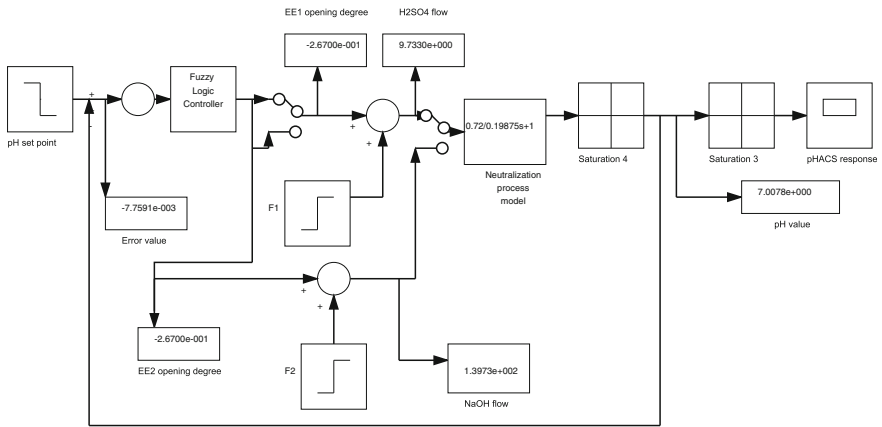 EE1 opening degree
H2SO4 flow
-2.6700e-001
9.7330e+000
Fuzzy
Logic
Controller
+
-
+
+
0.72/0.19875s+1
pH set point
Saturation 4
Saturation 3
pHACS response
Neutralization
process
model
-7.7591e-003
Error value
F1
7.0078e+000
pH value
+
+
-2.6700e-001
EE2 opening degree
F2
1.3973e+002
NaOH flow